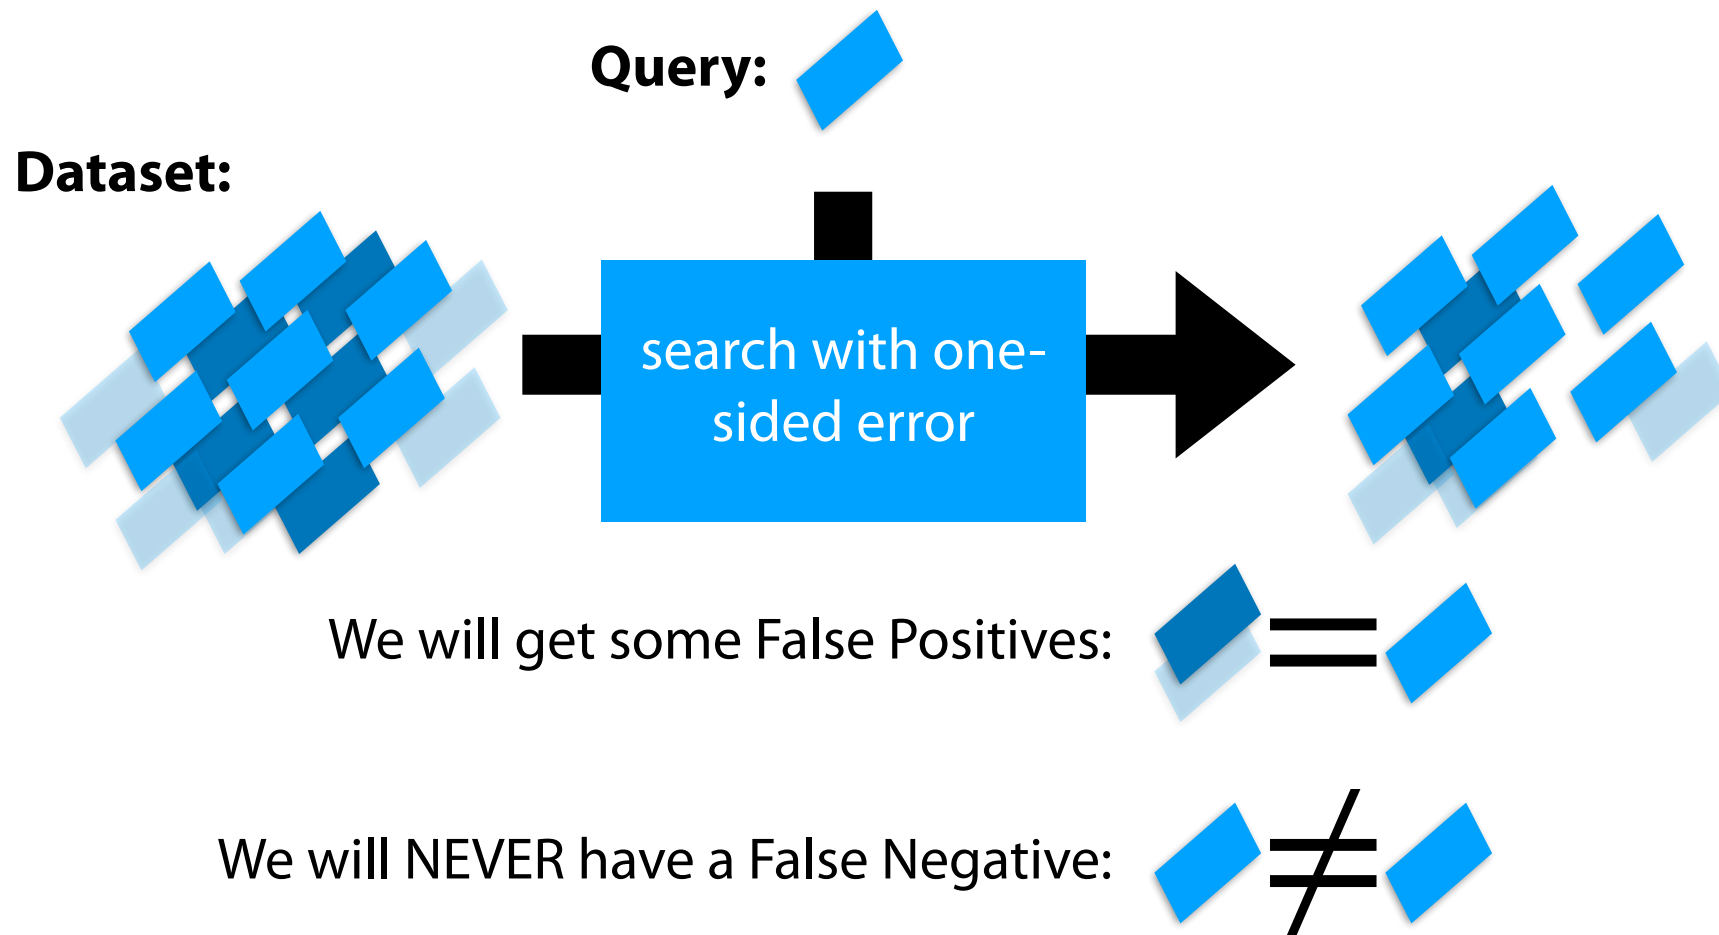 Query:
Dataset:
search with one-
sided error
We will get some False Positives:
We will NEVER have a False Negative: